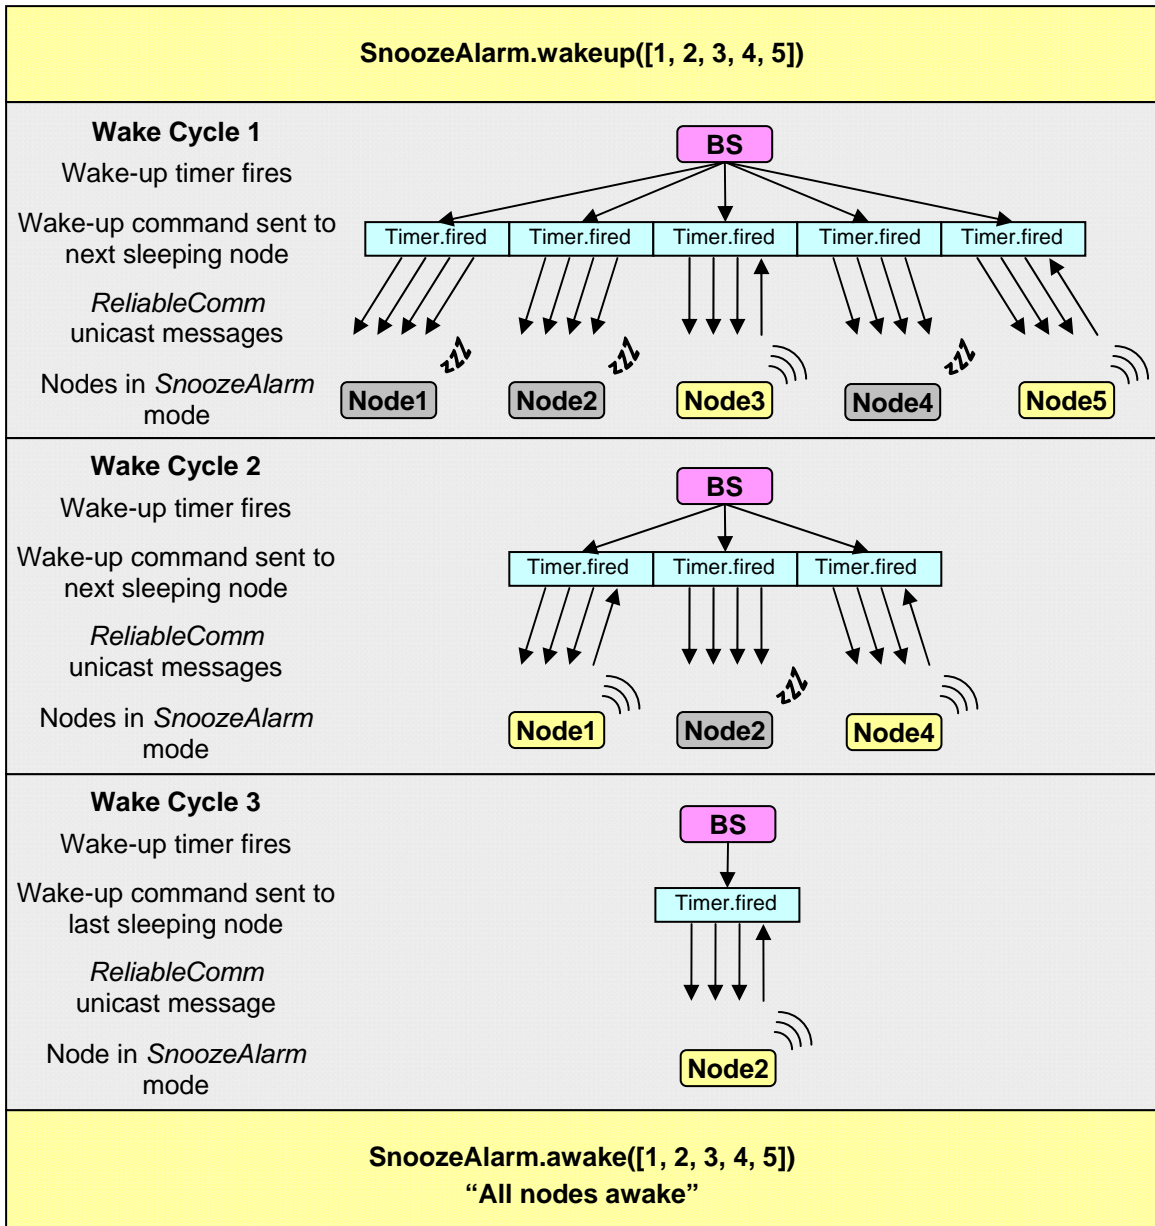 SnoozeAlarm.wakeup([1, 2, 3, 4, 5])
Wake Cycle 1
BS
Wake-up timer fires
Wake-up command sent to
next sleeping node
Timer.fired Timer.fired Timer.fired Timer.fired Timer.fired
ReliableComm
unicast messages
zzz zzz zzz
Nodes in SnoozeAlarm
mode
Node1 Node2 Node3 Node4 Node5
Wake Cycle 2
BS
Wake-up timer fires
Wake-up command sent to
next sleeping node
Timer.fired Timer.fired Timer.fired
ReliableComm
unicast messages
zzz
Nodes in SnoozeAlarm
mode
Node1 Node2 Node4
Wake Cycle 3
BS
Wake-up timer fires
Wake-up command sent to
last sleeping node
Timer.fired
ReliableComm
unicast message
Node in SnoozeAlarm
mode
Node2
SnoozeAlarm.awake([1, 2, 3, 4, 5])
“All nodes awake”